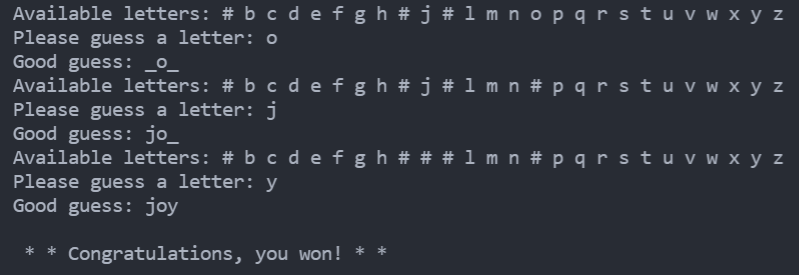 Available letters: # b c d e f g h # j # l m n o p q r s t u v w x y z
Please guess a letter: o
Good guess: _o_
Available letters: # b c d e f g h # j # l m n # p q r s t u v w x y z
Please guess a letter: j
Good guess: jo_
Available letters: # b c d e f g h # # # l m n # p q r s t u v w x y z
Please guess a letter: y
Good guess: joy
* * Congratulations, you won! * *